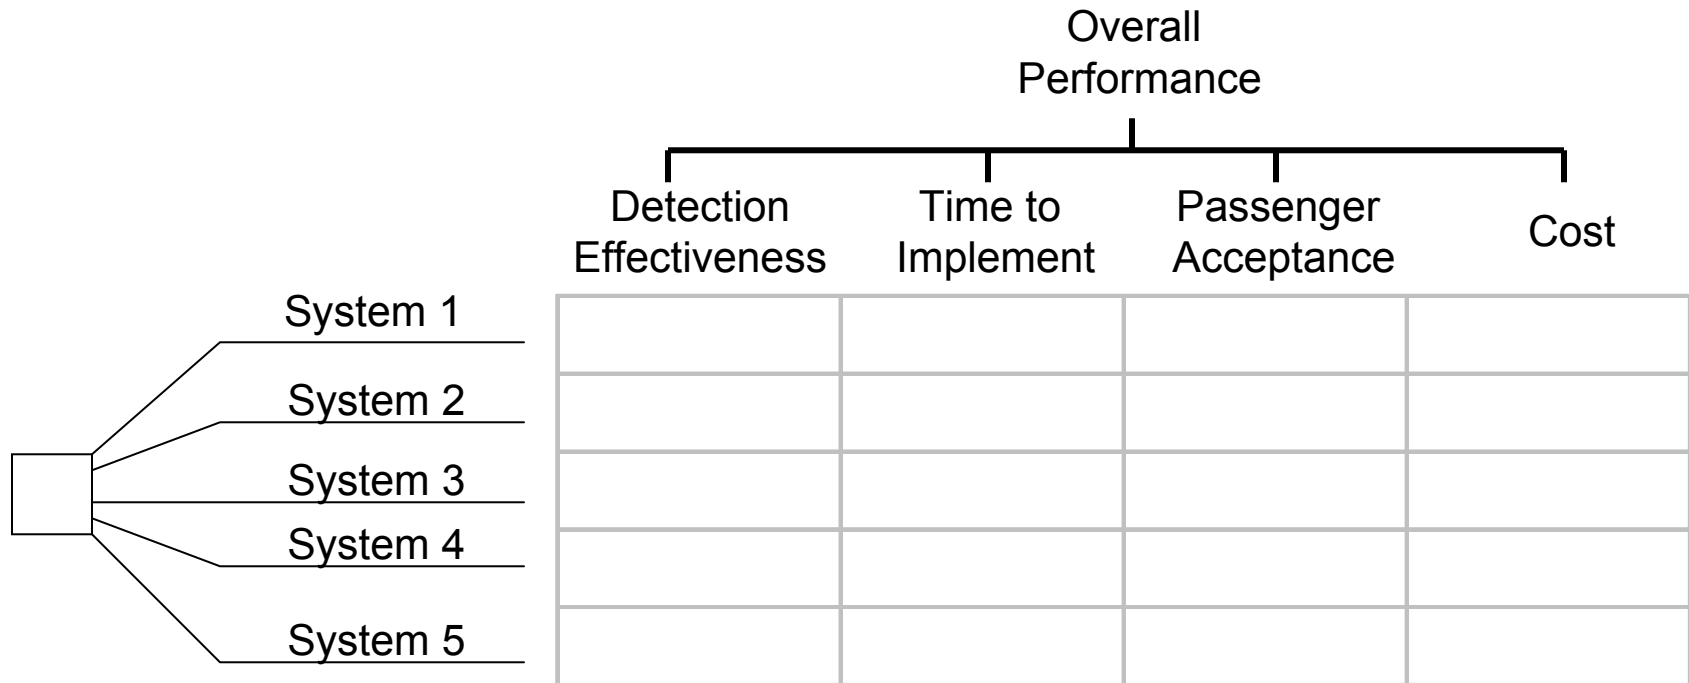 Overall
Performance
Detection
Effectiveness
Time to
Implement
Passenger
Acceptance
Cost
System 1
System 2
System 3
System 4
System 5